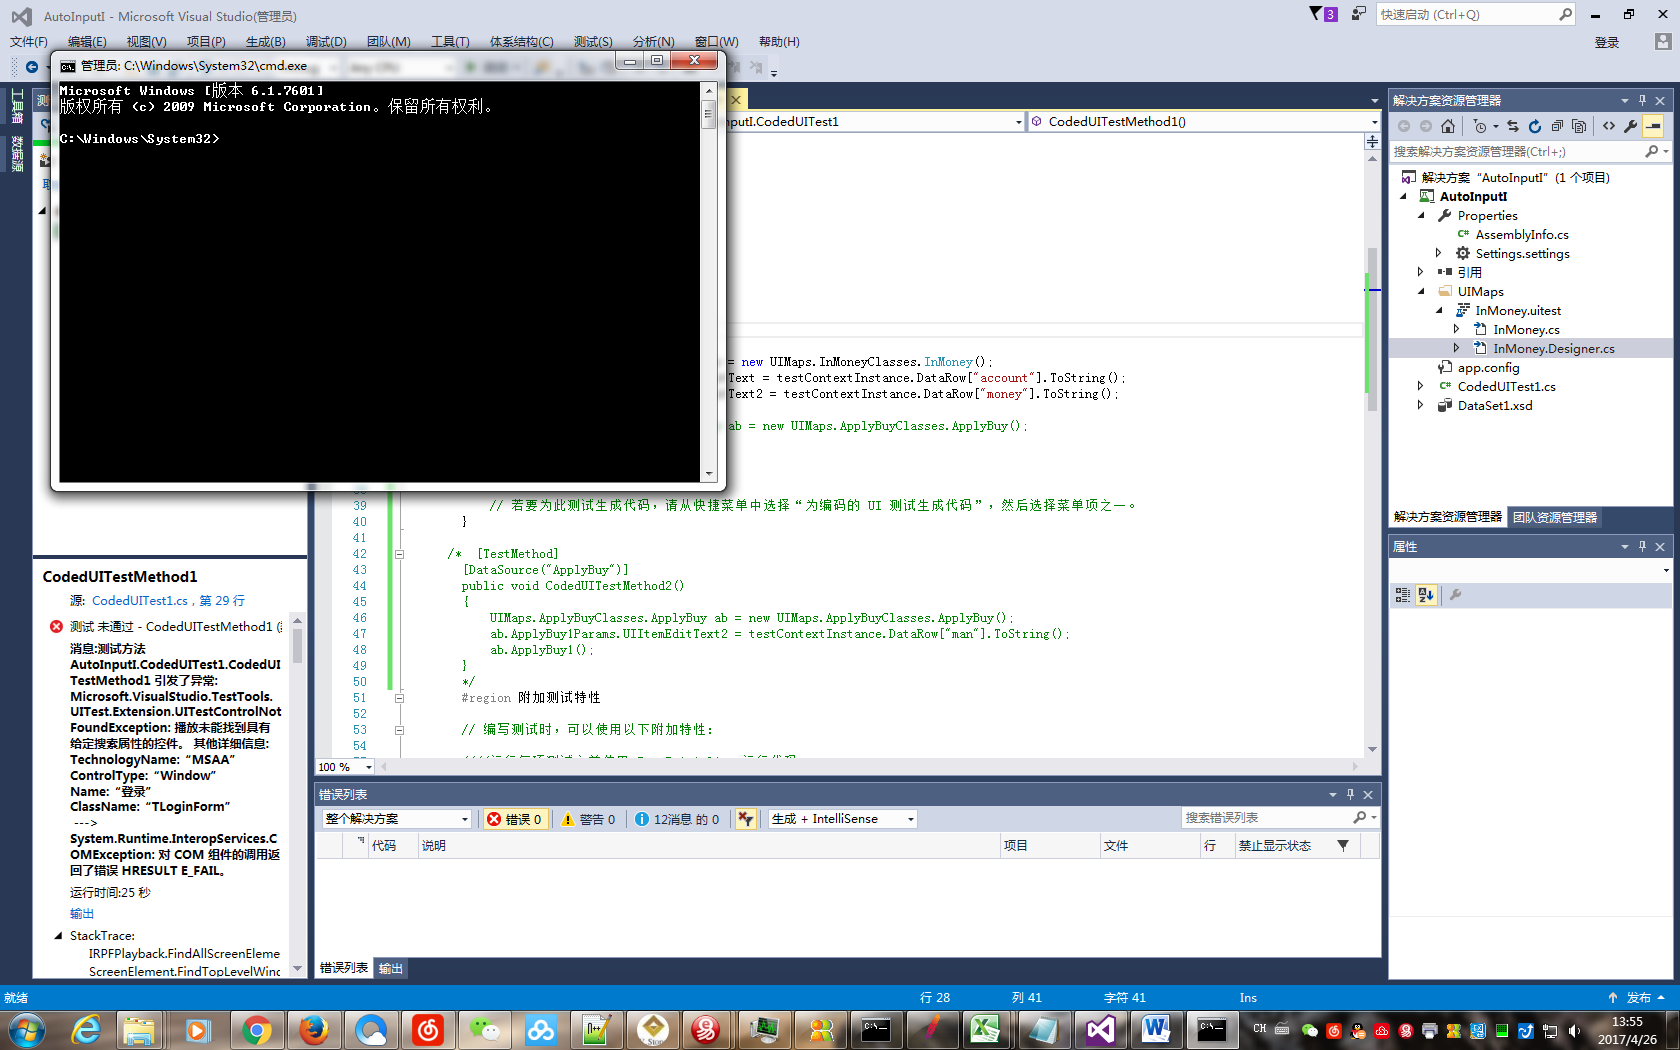 AutoInputI - Microsoft Visual Studio(管理员)
3
快速启动 (Ctrl+Q)
文件(F) 编辑(E) 视图(V) 项目(P) 生成(B) 调试(D) 团队(M) 工具(T) 体系结构(C) 测试(S) 分析(N) 窗口(W) 帮助(H)
登录
管理员: C:\Windows\System32\cmd.exe
Microsoft Windows [版本 6.1.7601]
版权所有 (c) 2009 Microsoft Corporation。保留所有权利。
C:\Windows\System32>
工具箱
数据源
putI.CodedUITest1
CodedUITestMethod1()
= new UIMaps.InMoneyClasses.InMoney();
Text = testContextInstance.DataRow["account"].ToString();
Text2 = testContextInstance.DataRow["money"].ToString();
ab = new UIMaps.ApplyBuyClasses.ApplyBuy();
39 // 若要为此测试生成代码，请从快捷菜单中选择“为编码的 UI 测试生成代码”，然后选择菜单项之一。
40 }
41
42 /* [TestMethod]
43 [DataSource("ApplyBuy")]
44 public void CodedUITestMethod2()
45 {
46 UIMaps.ApplyBuyClasses.ApplyBuy ab = new UIMaps.ApplyBuyClasses.ApplyBuy();
47 ab.ApplyBuy1Params.UIItemEditText2 = testContextInstance.DataRow["man"].ToString();
48 ab.ApplyBuy1();
49 }
50 */
51 #region 附加测试特性
52
53 // 编写测试时，可以使用以下附加特性:
54
100 %
CodedUITestMethod1
源: CodedUITest1.cs，第 29 行
测试 未通过 - CodedUITestMethod1 (
消息:测试方法
AutoInputI.CodedUITest1.CodedUI
TestMethod1 引发了异常:
Microsoft.VisualStudio.TestTools.
UITest.Extension.UITestControlNot
FoundException: 播放未能找到具有
给定搜索属性的控件。 其他详细信息:
TechnologyName:“MSAA”
ControlType:“Window”
Name:“登录”
ClassName:“TLoginForm”
--->
System.Runtime.InteropServices.C
OMException: 对 COM 组件的调用返
回了错误 HRESULT E_FAIL。
运行时间:25 秒
输出
StackTrace:
IRPFPlayback.FindAllScreenEleme
ScreenElement.FindTopLevelWinc
错误列表
整个解决方案 错误 0 警告 0 12消息 的 0 生成 + IntelliSense 搜索错误列表
代码 说明 项目 文件 行 禁止显示状态
错误列表 输出
解决方案资源管理器
搜索解决方案资源管理器(Ctrl+;)
解决方案“AutoInputI”(1 个项目)
AutoInputI
Properties
AssemblyInfo.cs
Settings.settings
引用
UIMaps
InMoney.uitest
InMoney.cs
InMoney.Designer.cs
app.config
CodedUITest1.cs
DataSet1.xsd
解决方案资源管理器 团队资源管理器
属性
就绪 行 28 列 41 字符 41 Ins 发布
CH
13:55
2017/4/26